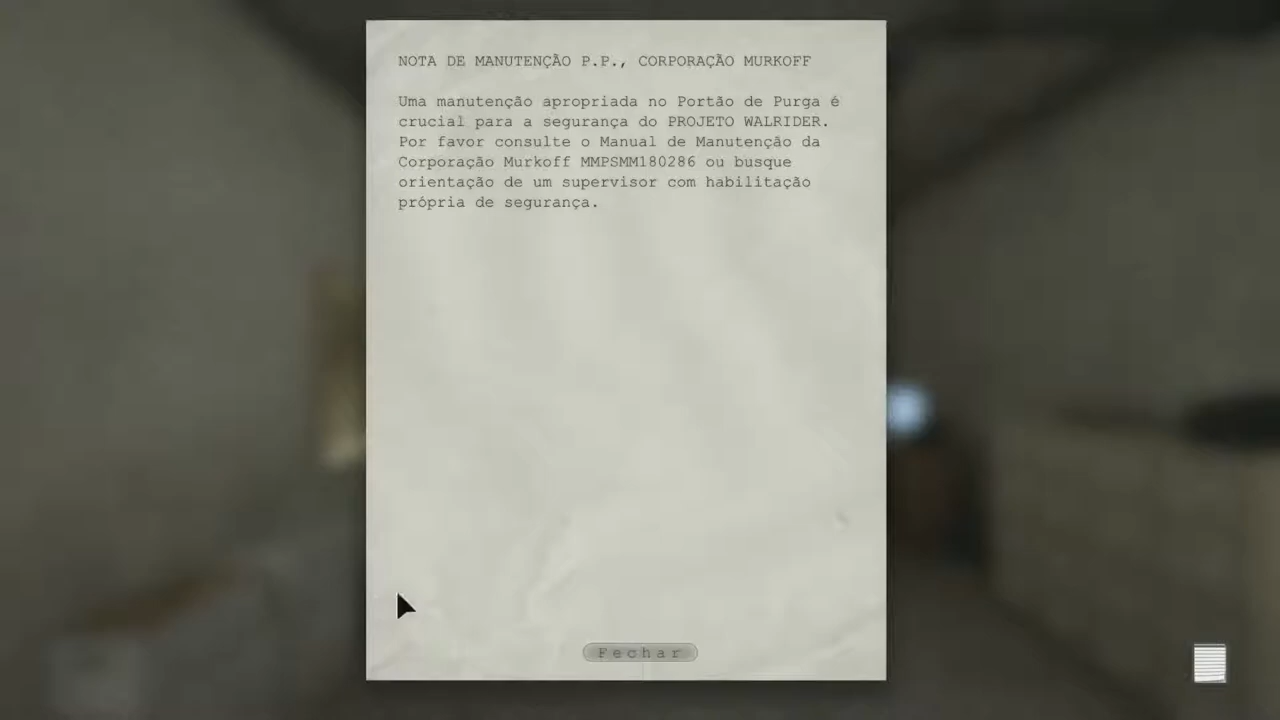 NOTA DE MANUTENÇÃO P.P., CORPORAÇÃO MURKOFF
Uma manutenção apropriada no Portão de Purga é
crucial para a segurança do PROJETO WALRIDER.
Por favor consulte o Manual de Manutenção da
Corporação Murkoff MMPSMM180286 ou busque
orientação de um supervisor com habilitação
própria de segurança.
Fechar